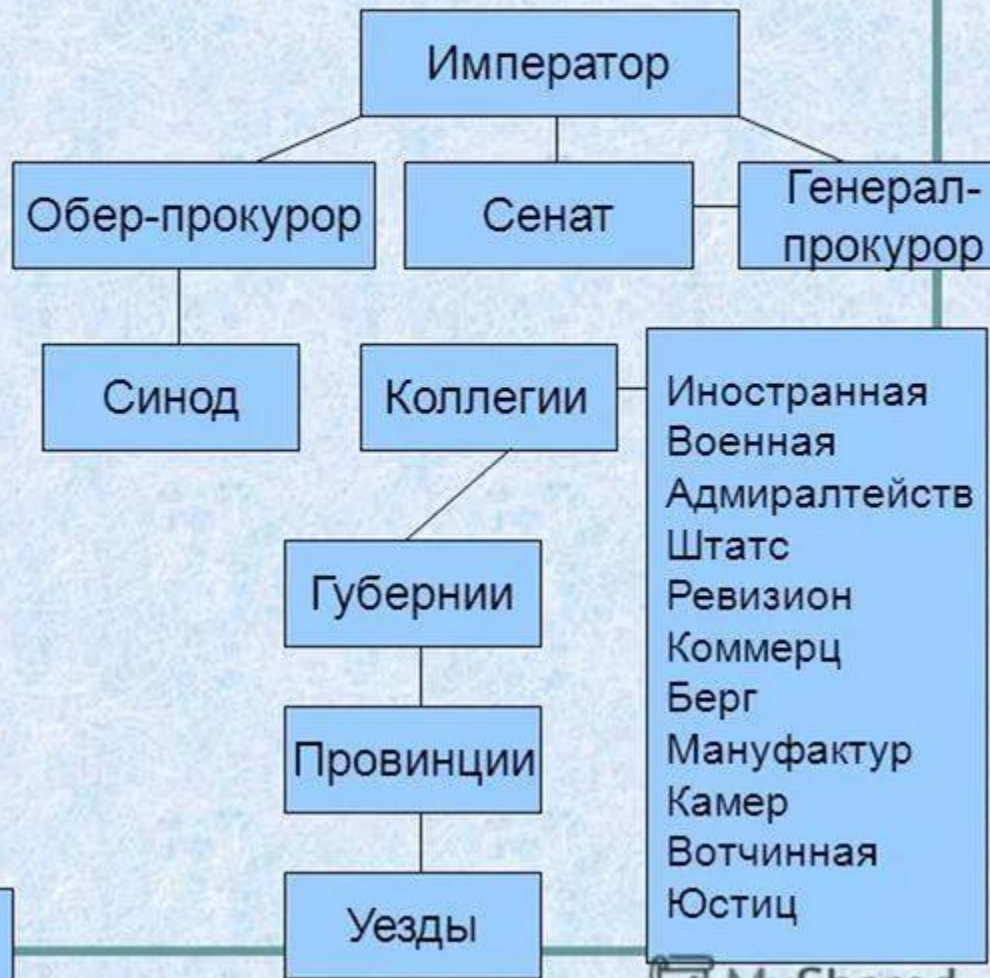 Император
Обер-прокурор
Сенат
Генерал-
прокурор
Синод
Коллегии
Иностранная
Военная
Адмиралтейств
Штатс
Ревизион
Коммерц
Берг
Мануфактур
Камер
Вотчинная
Юстиц
Губернии
Провинции
Уезды